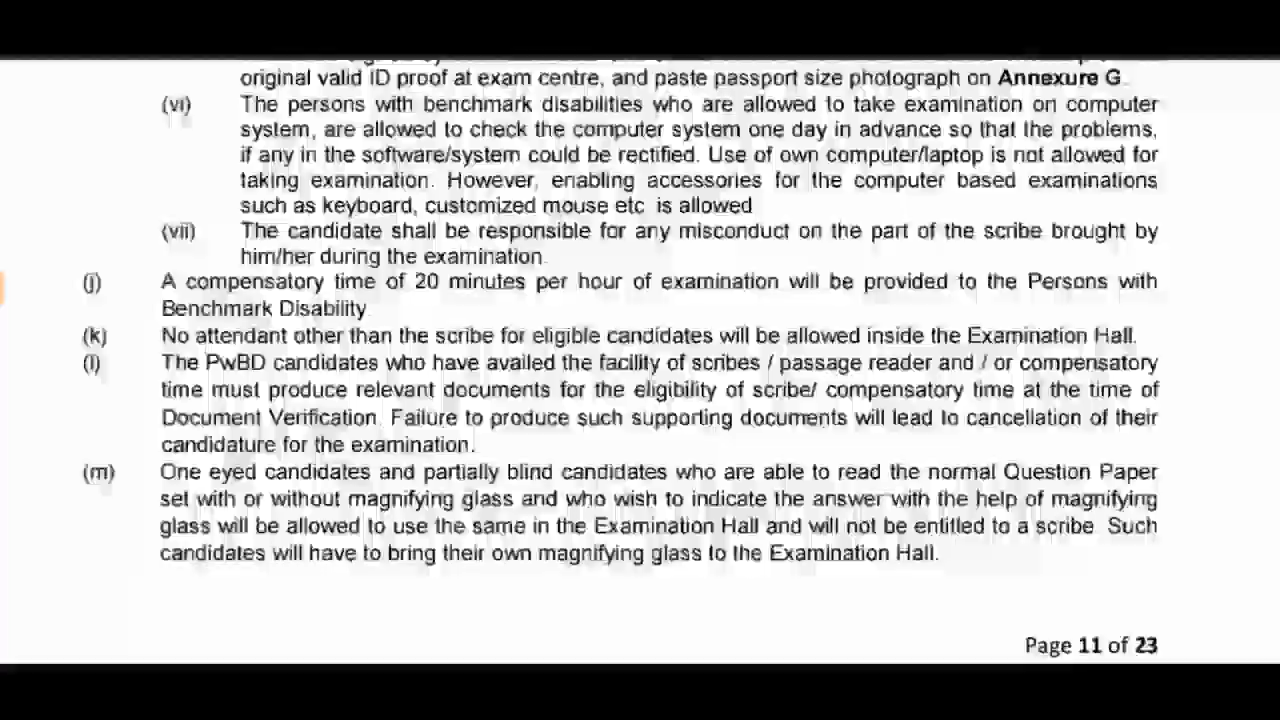 original valid ID proof at exam centre, and paste passport size photograph on Annexure G.
(vi) The persons with benchmark disabilities who are allowed to take examination on computer
system, are allowed to check the computer system one day in advance so that the problems,
if any in the software/system could be rectified. Use of own computer/laptop is not allowed for
taking examination. However, enabling accessories for the computer based examinations
such as keyboard, customized mouse etc. is allowed
(vii) The candidate shall be responsible for any misconduct on the part of the scribe brought by
him/her during the examination.
(j) A compensatory time of 20 minutes per hour of examination will be provided to the Persons with
Benchmark Disability.
(k) No attendant other than the scribe for eligible candidates will be allowed inside the Examination Hall.
(l) The PwBD candidates who have availed the facility of scribes / passage reader and / or compensatory
time must produce relevant documents for the eligibility of scribe/ compensatory time at the time of
Document Verification. Failure to produce such supporting documents will lead to cancellation of their
candidature for the examination.
(m) One eyed candidates and partially blind candidates who are able to read the normal Question Paper
set with or without magnifying glass and who wish to indicate the answer with the help of magnifying
glass will be allowed to use the same in the Examination Hall and will not be entitled to a scribe. Such
candidates will have to bring their own magnifying glass to the Examination Hall.
Page 11 of 23